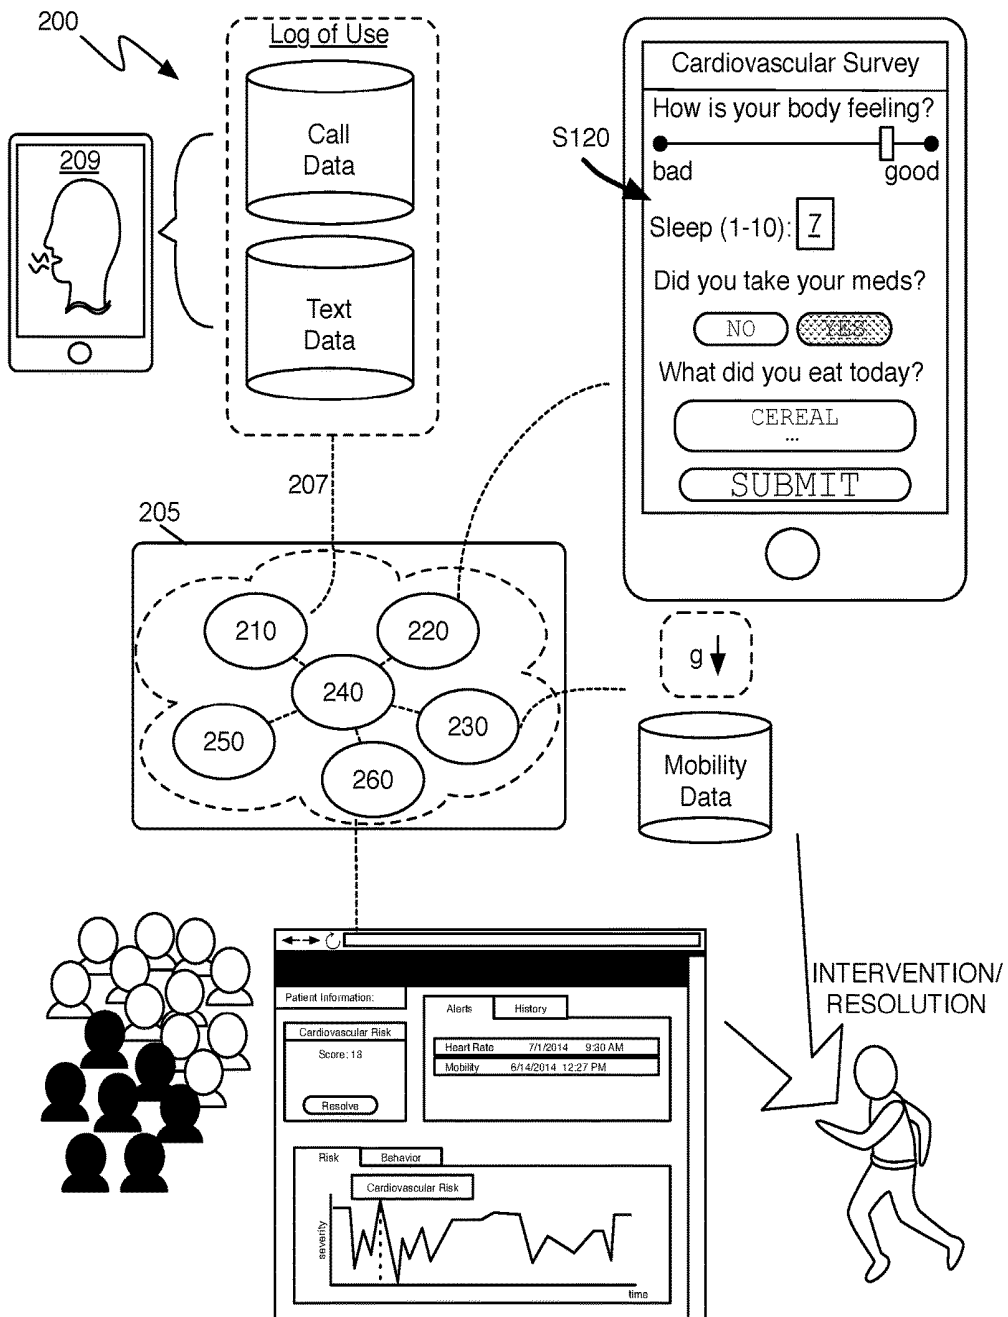 200
Log of Use
Call
Data
Text
Data
209
Cardiovascular Survey
How is your body feeling?
bad
good
S120
Sleep (1-10): 7
Did you take your meds?
NO
YES
What did you eat today?
CEREAL
...
SUBMIT
207
205
210
220
240
250
230
260
g
Mobility
Data
INTERVENTION/
RESOLUTION
Patient Information:
Cardiovascular Risk
Score: 13
Resolve
Alerts
History
Heart Rate 7/1/2014 9:30 AM
Mobility 6/14/2014 12:27 PM
Risk
Behavior
Cardiovascular Risk
severity
time